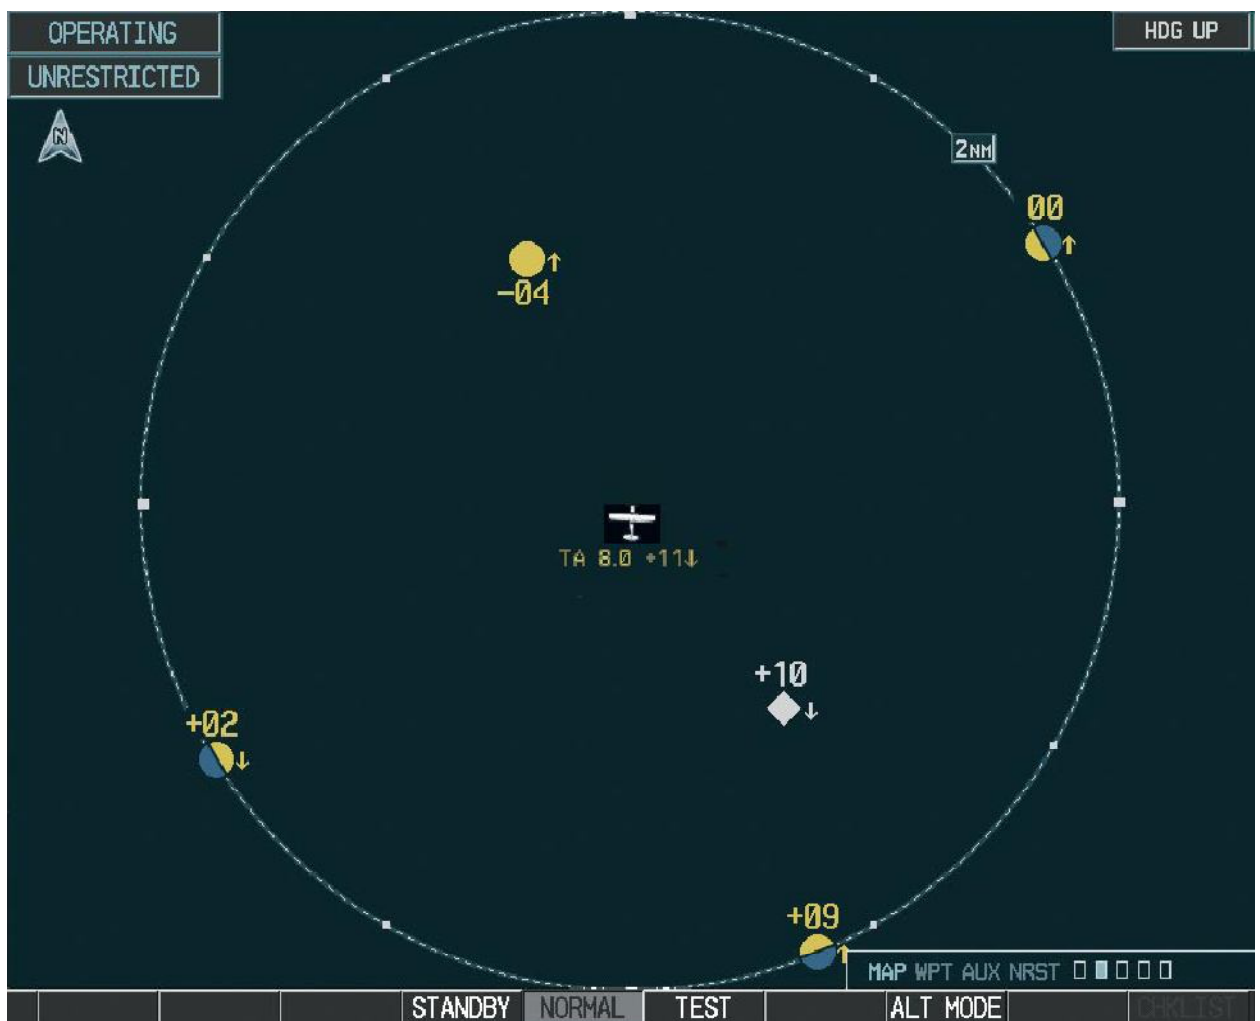 OPERATING
HDG UP
UNRESTRICTED
N
2NM
00↑
↑
-04
TA 8.0 +11↓
+10
↓
+02
↓
+09
↑
MAP WPT AUX NRST
STANDBY NORMAL TEST ALT MODE CHKLIST